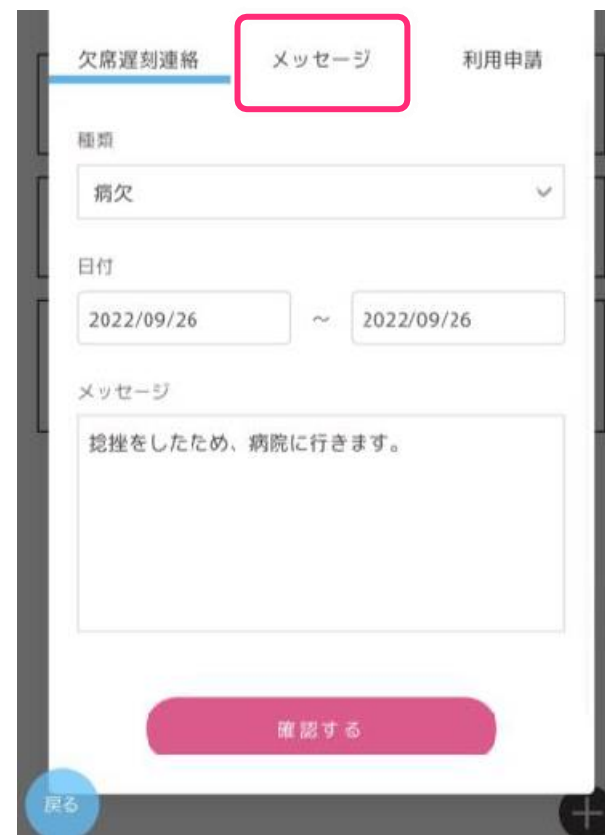 欠席遅刻連絡 メッセージ 利用申請
種類
病欠
日付
2022/09/26 ～ 2022/09/26
メッセージ
捻挫をしたため、病院に行きます。
確認する
戻る